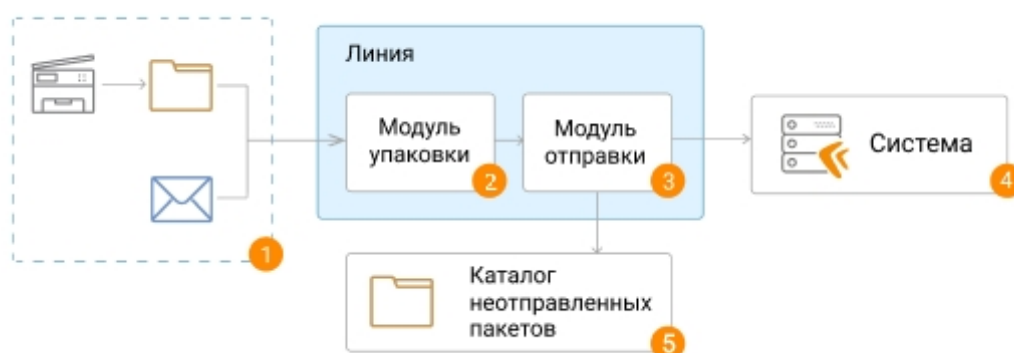 Линия
Модуль
упаковки
2
Модуль
отправки
3
Система
4
1
Каталог
неотправленных
пакетов
5